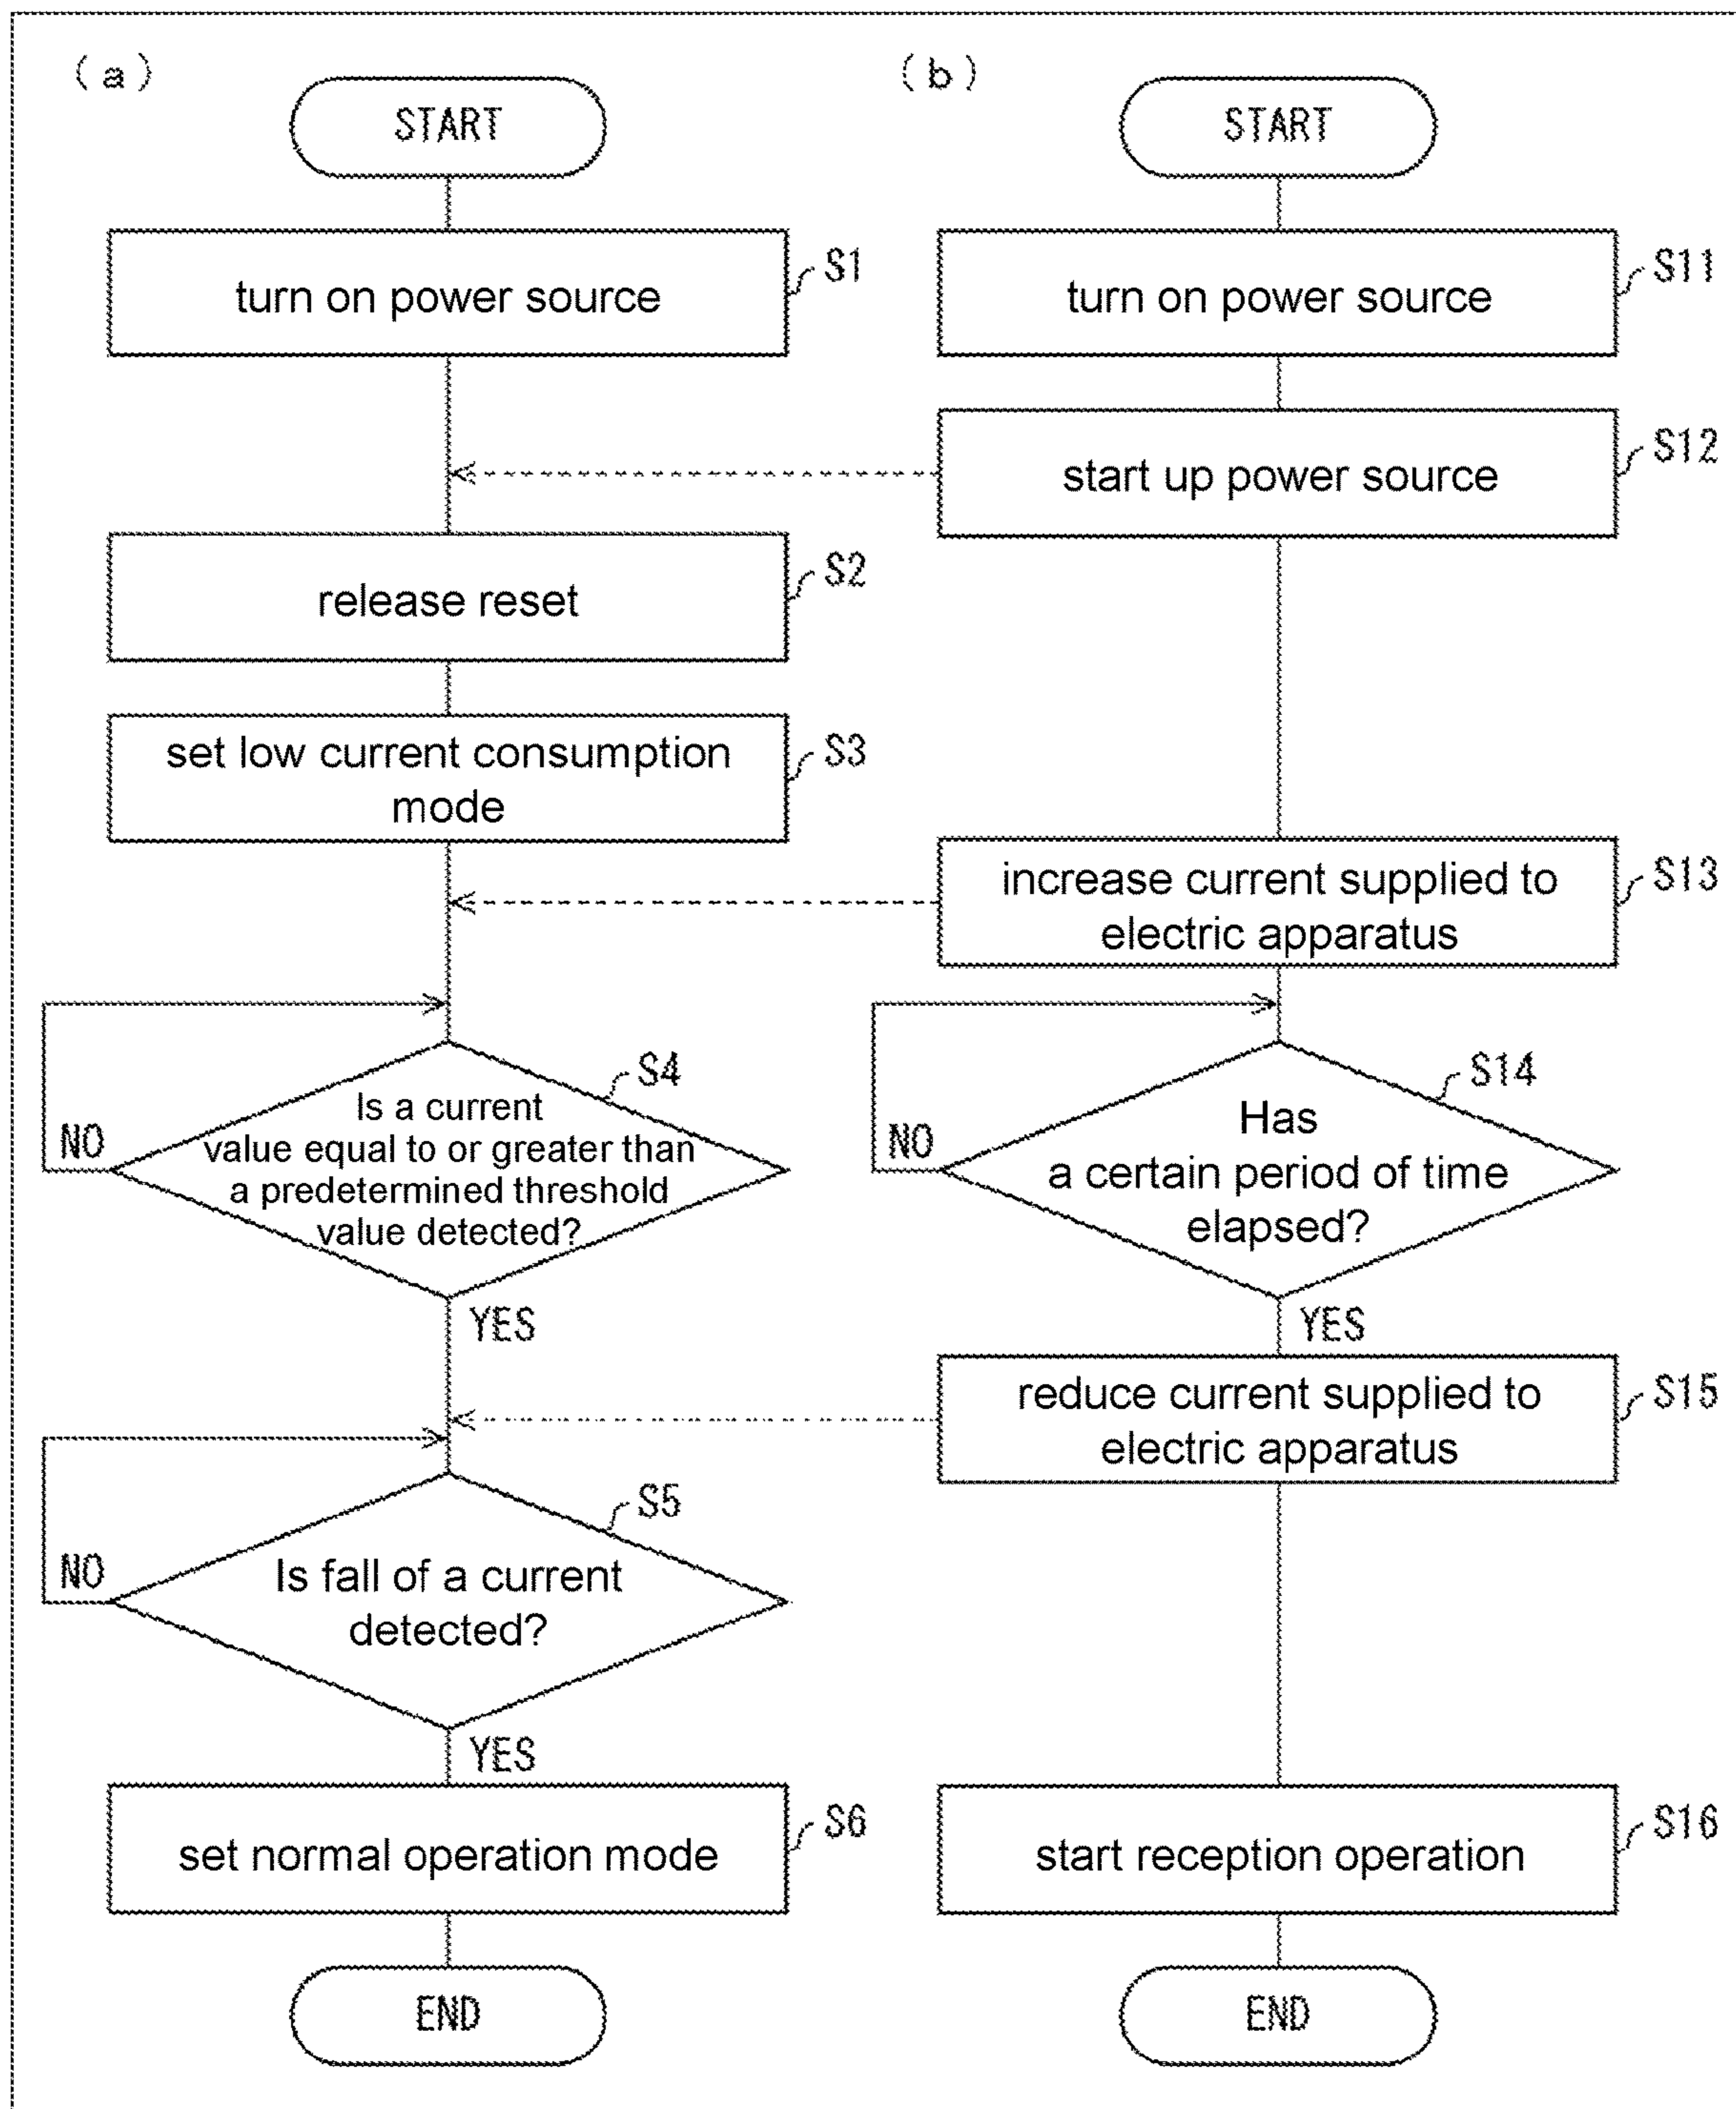 (a)
START
turn on power source
S1
release reset
S2
set low current consumption
mode
S3
Is a current
value equal to or greater than
a predetermined threshold
value detected?
S4
NO
YES
Is fall of a current
detected?
S5
NO
YES
set normal operation mode
S6
END
(b)
START
turn on power source
S11
start up power source
S12
increase current supplied to
electric apparatus
S13
Has
a certain period of time
elapsed?
S14
NO
YES
reduce current supplied to
electric apparatus
S15
start reception operation
S16
END